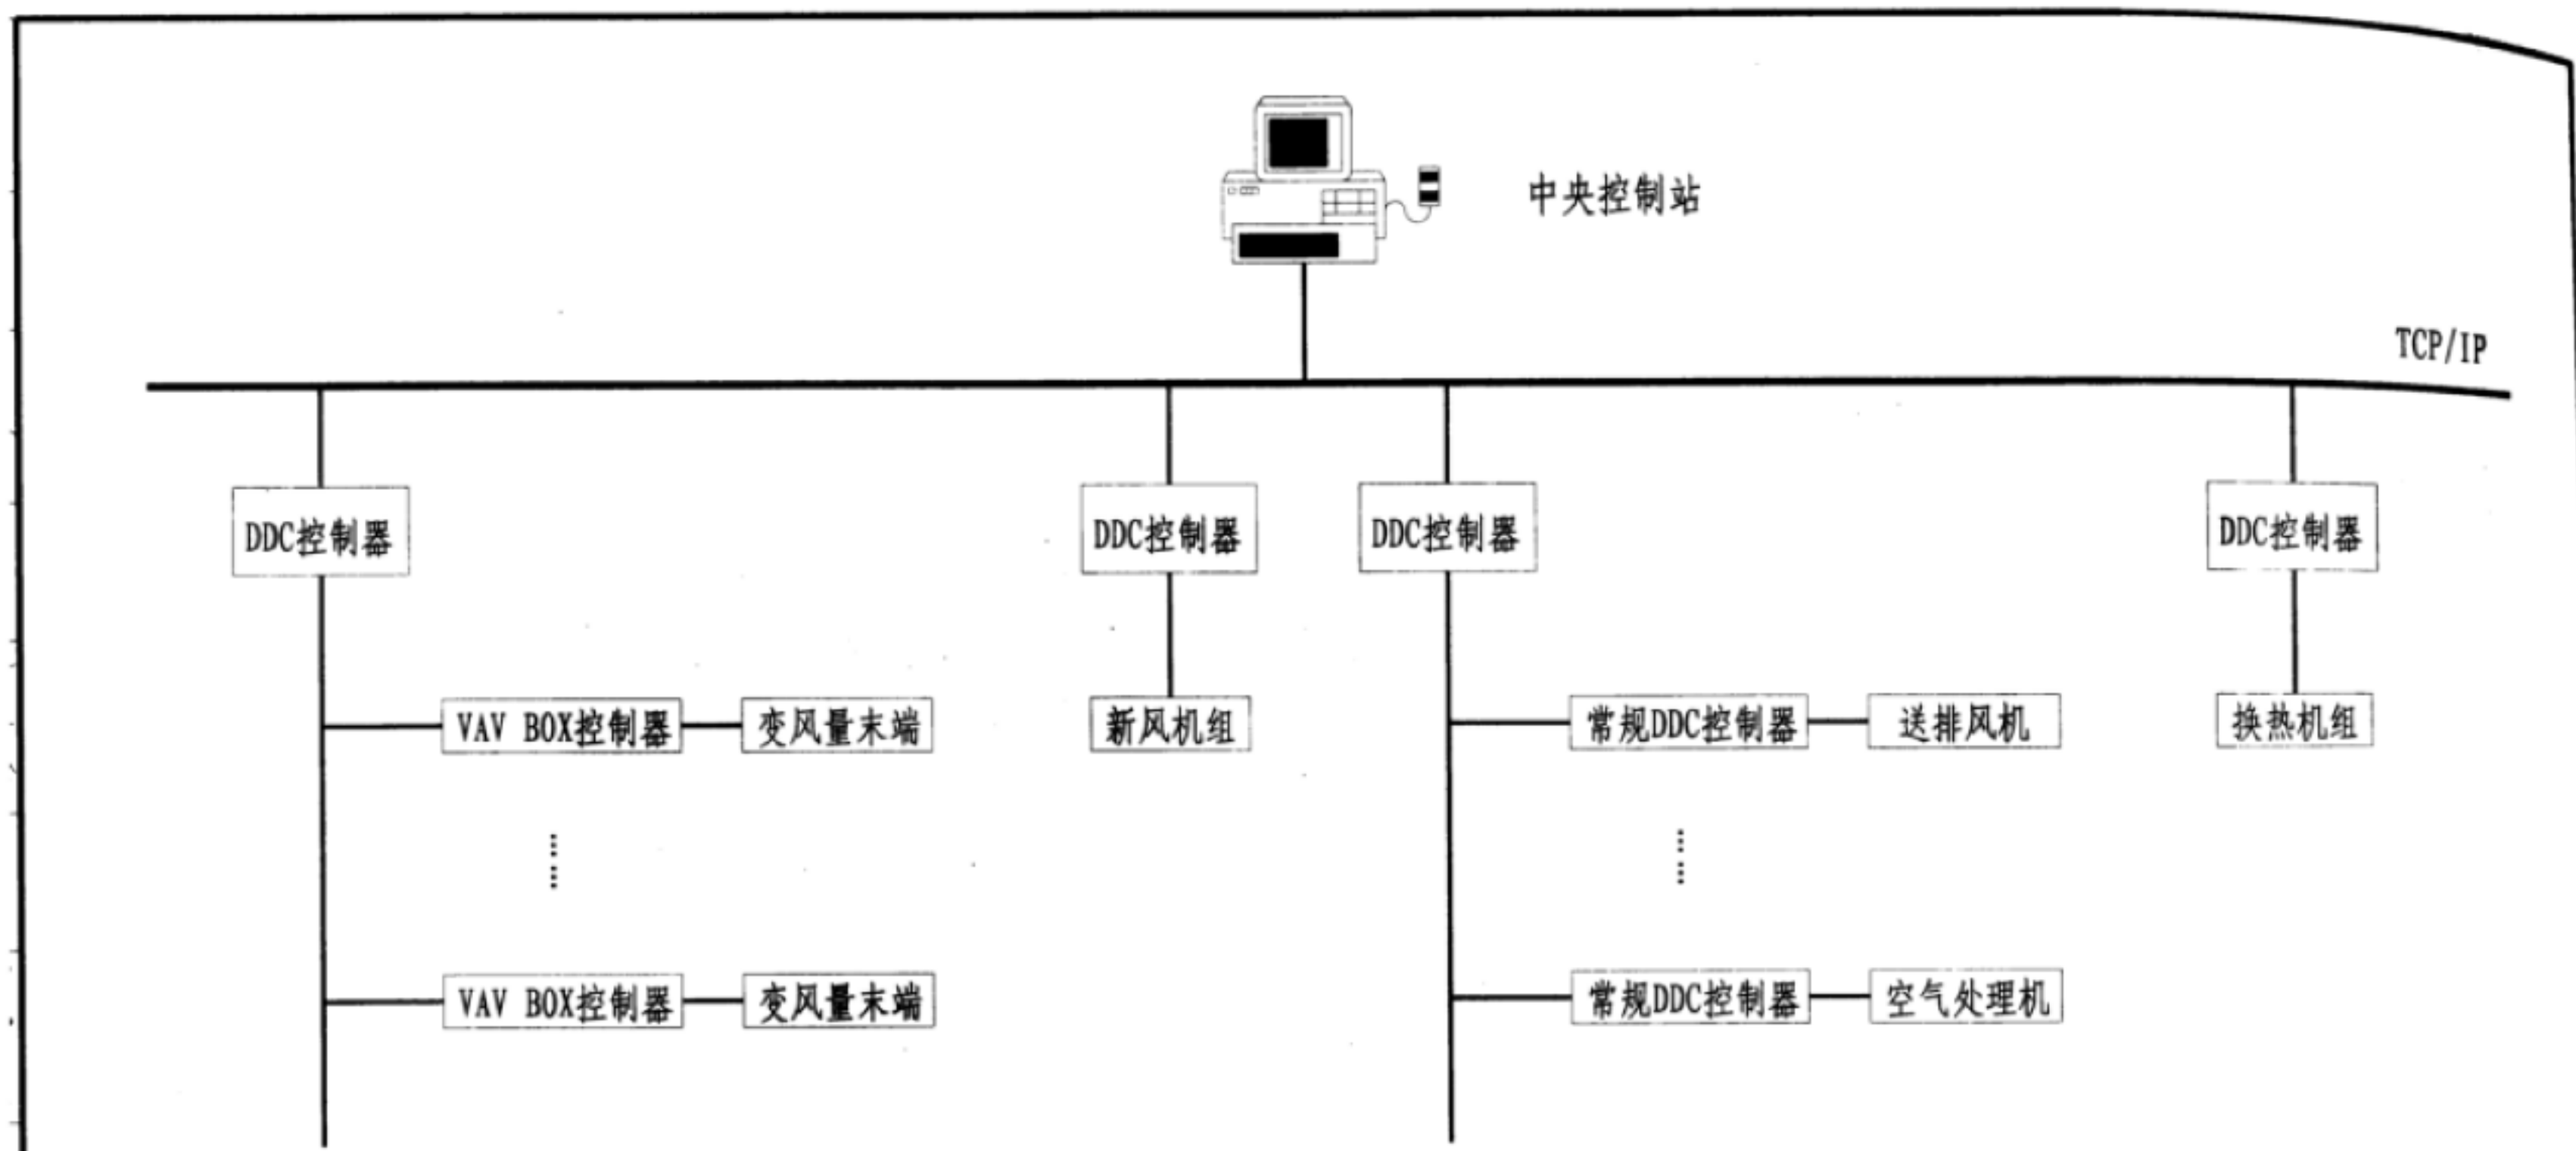 中央控制站
TCP/IP
DDC控制器
DDC控制器
DDC控制器
DDC控制器
VAV BOX控制器
变风量末端
新风机组
常规DDC控制器
送排风机
换热机组
VAV BOX控制器
变风量末端
常规DDC控制器
空气处理机